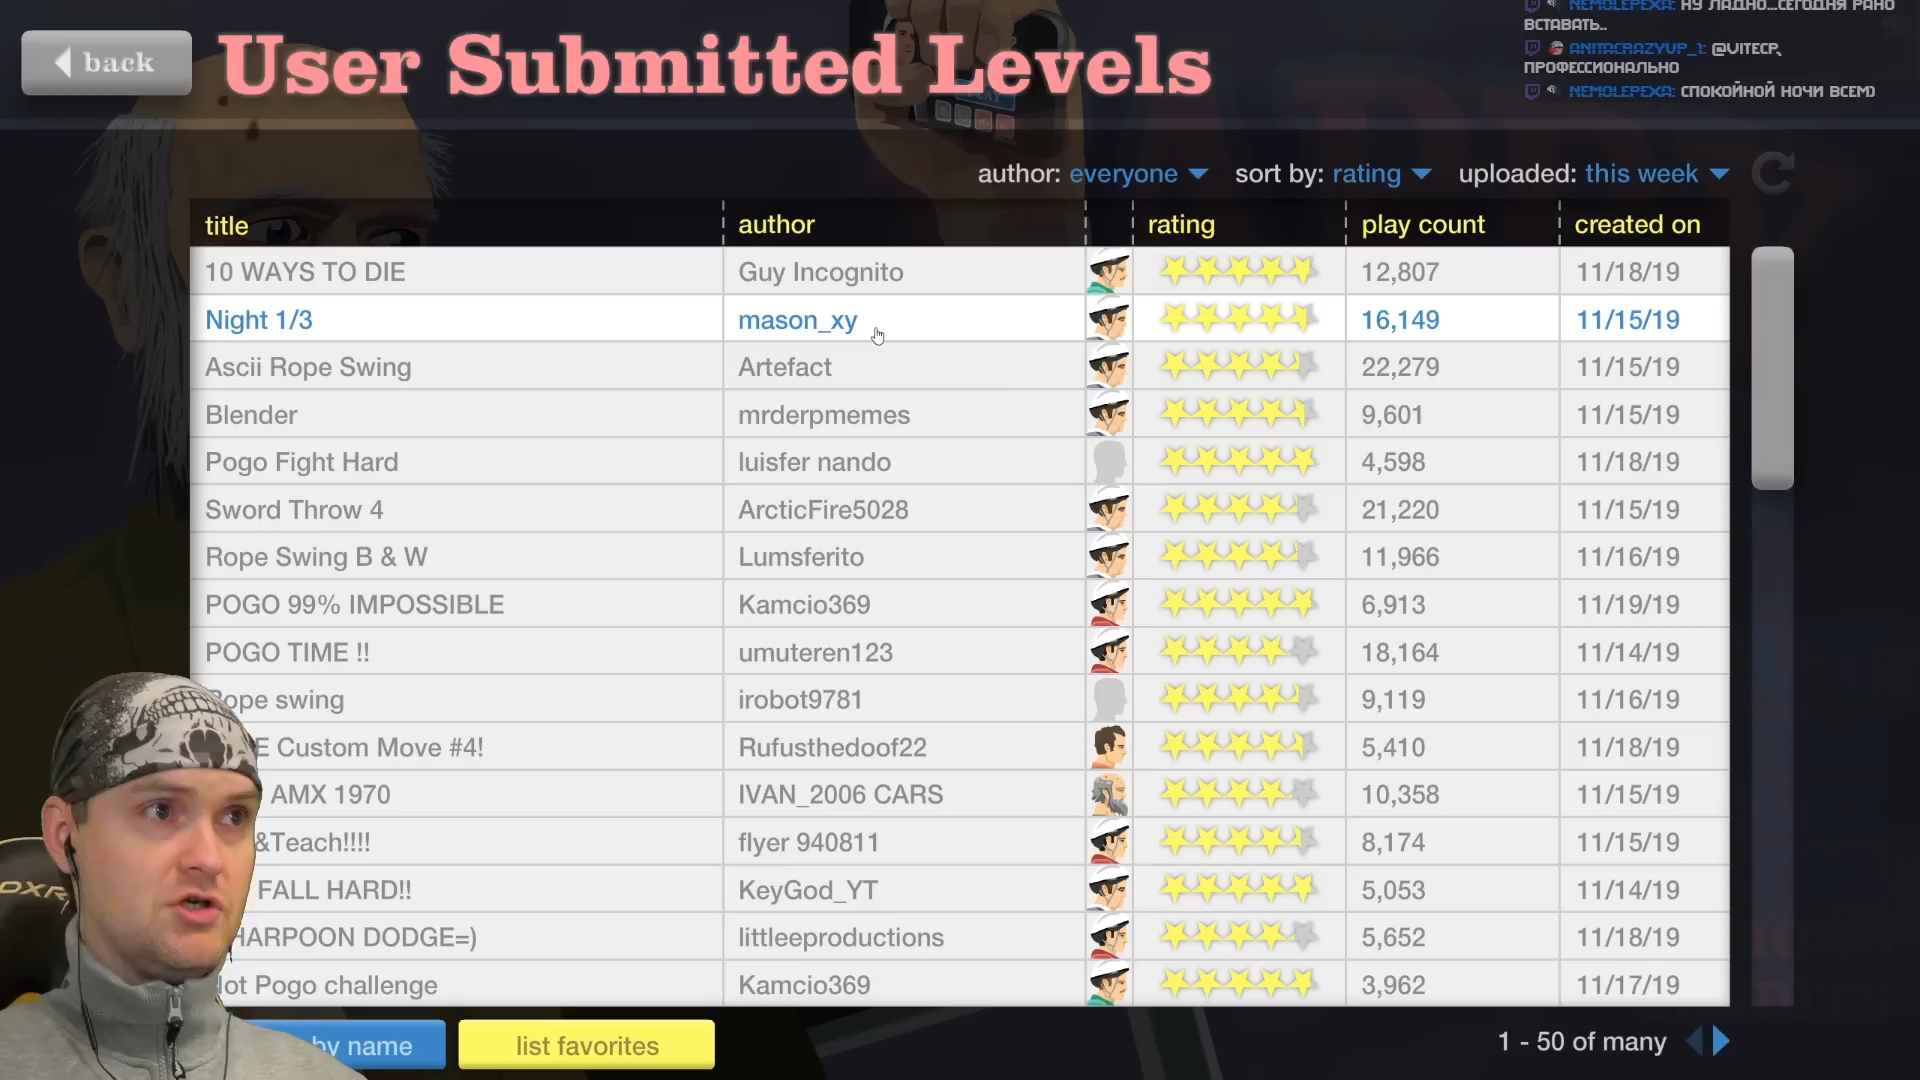 back
User Submitted Levels
NEMOLEPEXA: НУ ЛАДНО...СЕГОДНЯ РАНО
ВСТАВАТЬ..
ANITACRAZYVP_): @VITECP,
ПРОФЕССИОНАЛЬНО
NEMOLEPEXA: СПОКОЙНОЙ НОЧИ ВСЕМ)
author: everyone sort by: rating uploaded: this week
title author rating play count created on
10 WAYS TO DIE Guy Incognito 12,807 11/18/19
Night 1/3 mason_xy 16,149 11/15/19
Ascii Rope Swing Artefact 22,279 11/15/19
Blender mrderpmemes 9,601 11/15/19
Pogo Fight Hard luisfer nando 4,598 11/18/19
Sword Throw 4 ArcticFire5028 21,220 11/15/19
Rope Swing B & W Lumsferito 11,966 11/16/19
POGO 99% IMPOSSIBLE Kamcio369 6,913 11/19/19
POGO TIME !! umuteren123 18,164 11/14/19
ope swing irobot9781 9,119 11/16/19
E Custom Move #4! Rufusthedoof22 5,410 11/18/19
AMX 1970 IVAN_2006 CARS 10,358 11/15/19
&Teach!!!! flyer 940811 8,174 11/15/19
FALL HARD!! KeyGod_YT 5,053 11/14/19
HARPOON DODGE=) littleeproductions 5,652 11/18/19
ot Pogo challenge Kamcio369 3,962 11/17/19
by name list favorites 1 - 50 of many